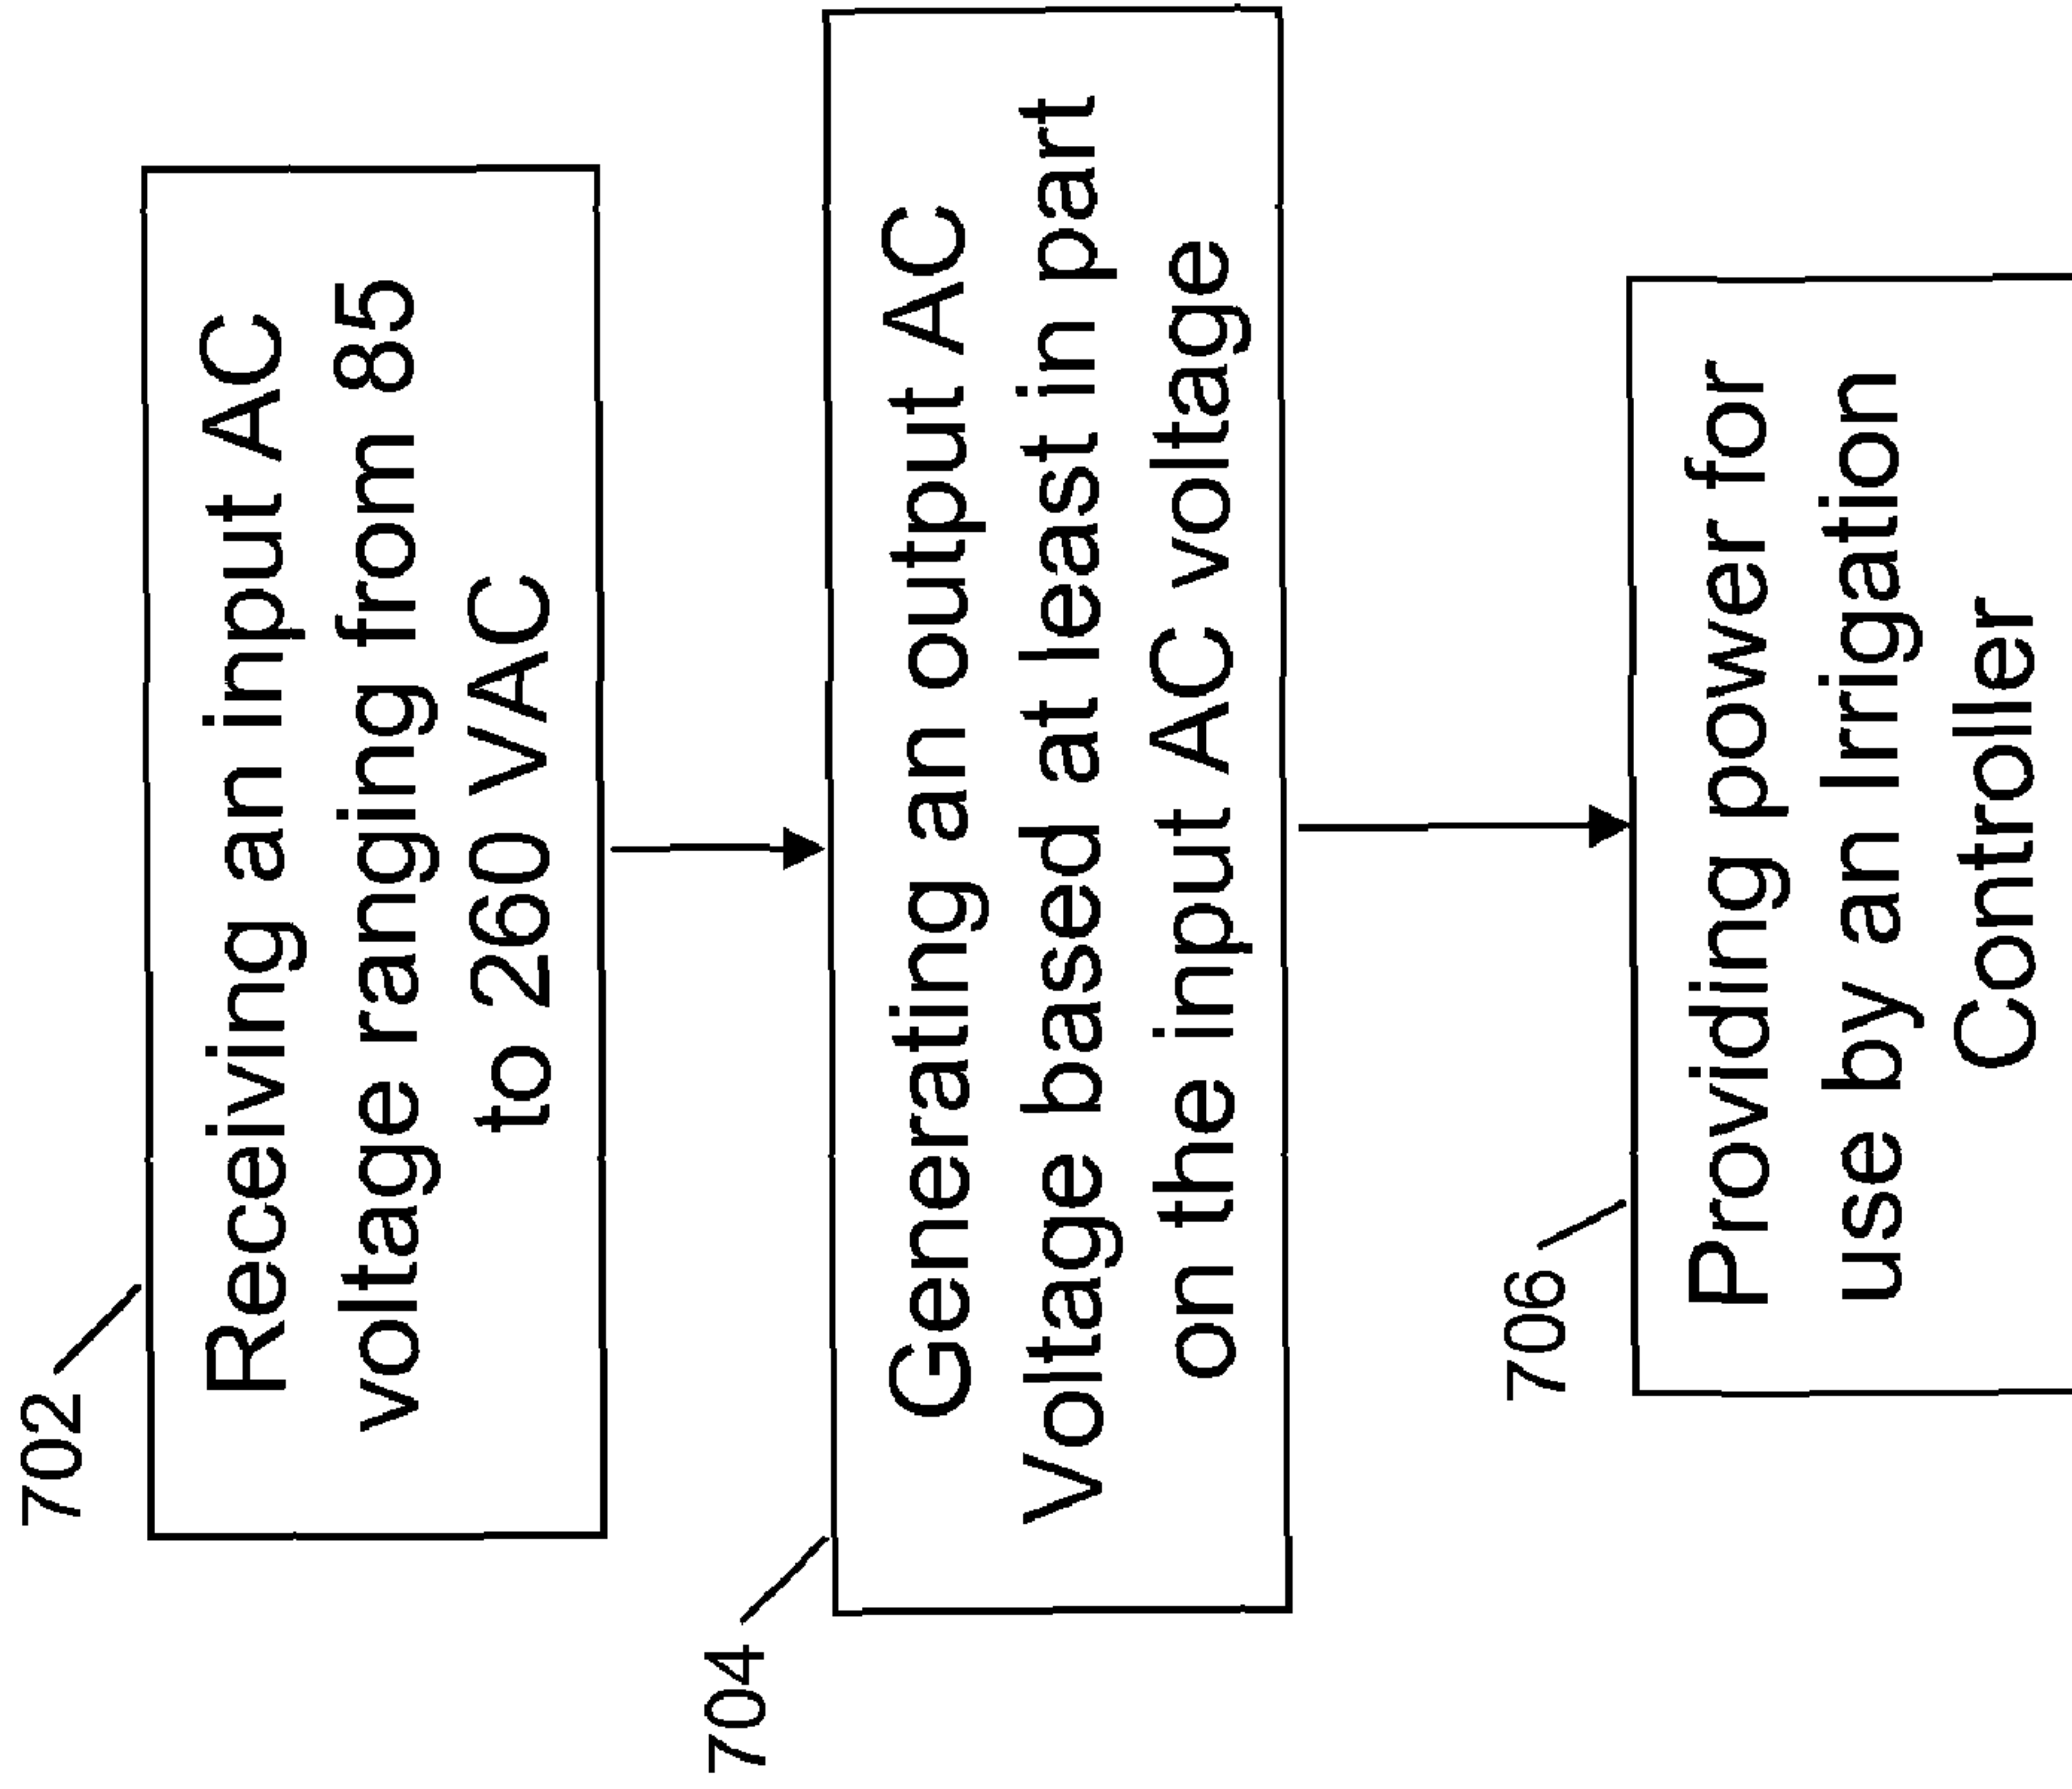 702
Receiving an input AC
voltage ranging from 85
to 260 VAC
704
Generating an output AC
Voltage based at least in part
on the input AC voltage
706
Providing power for
use by an Irrigation
Controller